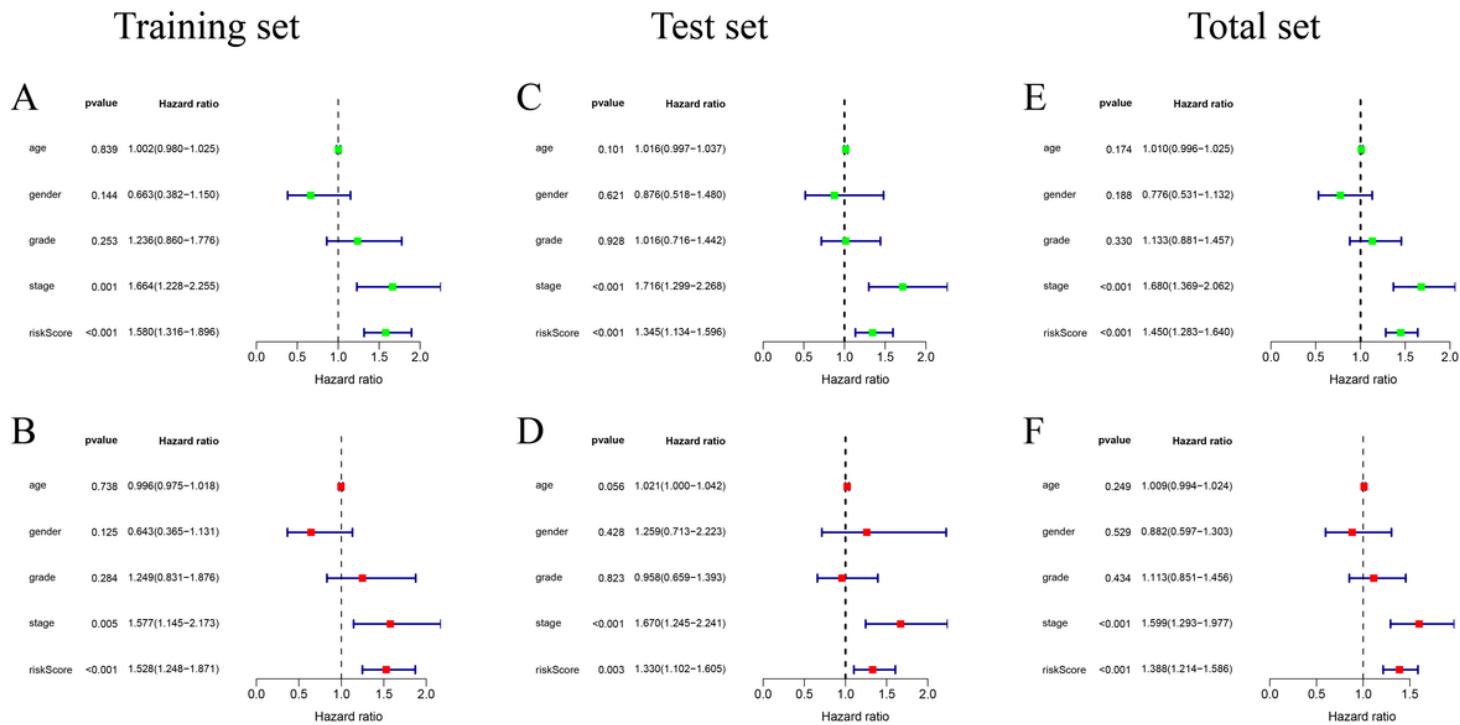 Training set
Test set
Total set
A
pvalue Hazard ratio
age 0.839 1.002(0.980−1.025)
gender 0.144 0.663(0.382−1.150)
grade 0.253 1.236(0.860−1.776)
stage 0.001 1.664(1.228−2.255)
riskScore <0.001 1.580(1.316−1.896)
0.0 0.5 1.0 1.5 2.0
Hazard ratio
C
pvalue Hazard ratio
age 0.101 1.016(0.997−1.037)
gender 0.621 0.876(0.518−1.480)
grade 0.928 1.016(0.716−1.442)
stage <0.001 1.716(1.299−2.268)
riskScore <0.001 1.345(1.134−1.596)
0.0 0.5 1.0 1.5 2.0
Hazard ratio
E
pvalue Hazard ratio
age 0.174 1.010(0.996−1.025)
gender 0.188 0.776(0.531−1.132)
grade 0.330 1.133(0.881−1.457)
stage <0.001 1.680(1.369−2.062)
riskScore <0.001 1.450(1.283−1.640)
0.0 0.5 1.0 1.5 2.0
Hazard ratio
B
pvalue Hazard ratio
age 0.738 0.996(0.975−1.018)
gender 0.125 0.643(0.365−1.131)
grade 0.284 1.249(0.831−1.876)
stage 0.005 1.577(1.145−2.173)
riskScore <0.001 1.528(1.248−1.871)
0.0 0.5 1.0 1.5 2.0
Hazard ratio
D
pvalue Hazard ratio
age 0.056 1.021(1.000−1.042)
gender 0.428 1.259(0.713−2.223)
grade 0.823 0.958(0.659−1.393)
stage <0.001 1.670(1.245−2.241)
riskScore 0.003 1.330(1.102−1.605)
0.0 0.5 1.0 1.5 2.0
Hazard ratio
F
pvalue Hazard ratio
age 0.249 1.009(0.994−1.024)
gender 0.529 0.882(0.597−1.303)
grade 0.434 1.113(0.851−1.456)
stage <0.001 1.599(1.293−1.977)
riskScore <0.001 1.388(1.214−1.586)
0.0 0.5 1.0 1.5
Hazard ratio